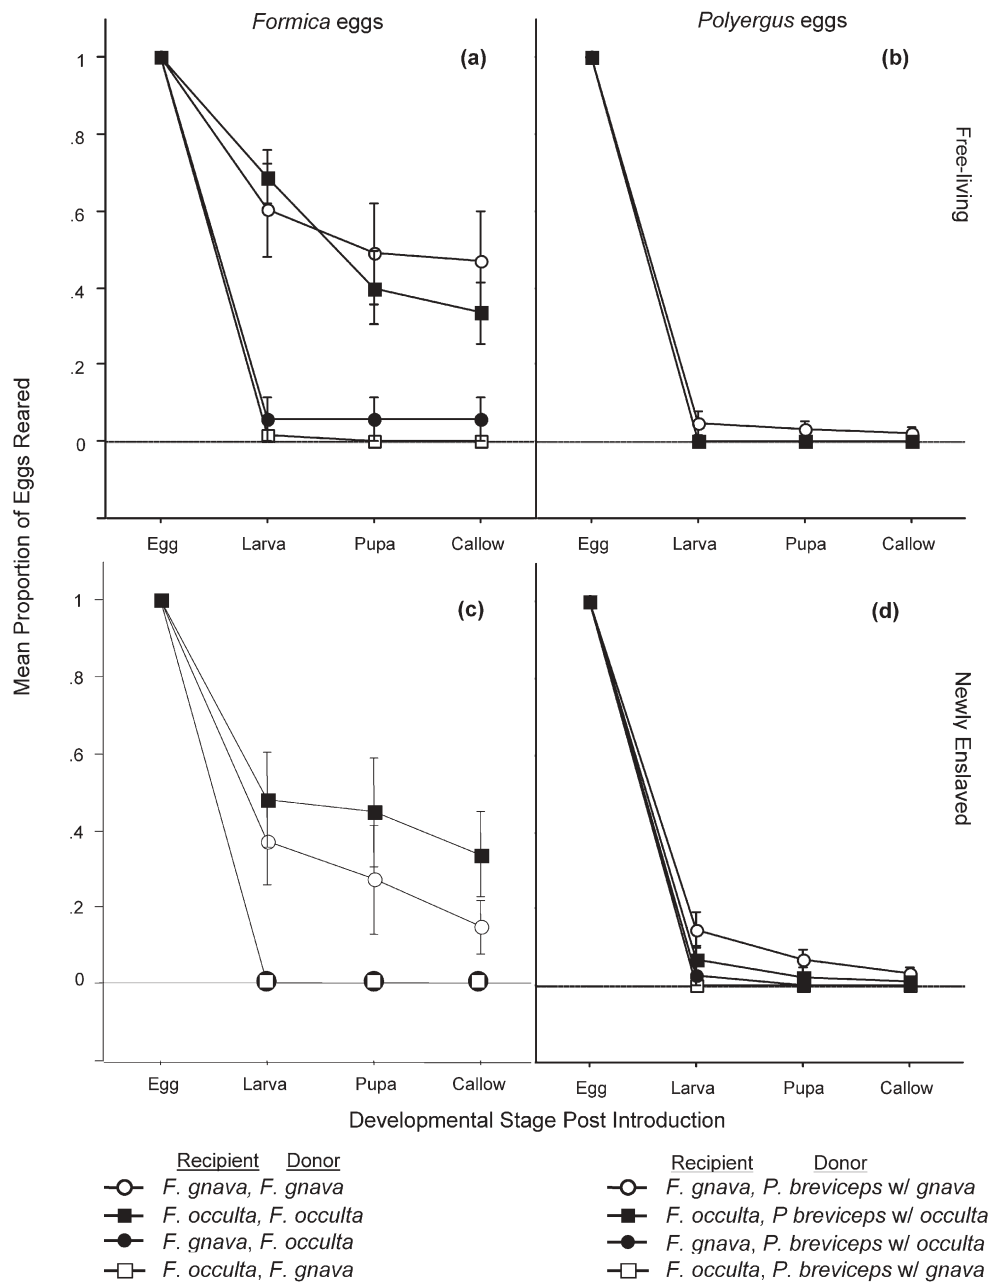 Formica eggs
Polyergus eggs
(a)
(b)
1
.8
.6
.4
.2
0
Free-living
Egg Larva Pupa Callow
Egg Larva Pupa Callow
Mean Proportion of Eggs Reared
(c)
(d)
1
.8
.6
.4
.2
0
Newly Enslaved
Egg Larva Pupa Callow
Egg Larva Pupa Callow
Developmental Stage Post Introduction
Recipient Donor
F. gnava, F. gnava
F. occulta, F. occulta
F. gnava, F. occulta
F. occulta, F. gnava
Recipient Donor
F. gnava, P. breviceps w/ gnava
F. occulta, P breviceps w/ occulta
F. gnava, P. breviceps w/ occulta
F. occulta, P. breviceps w/ gnava